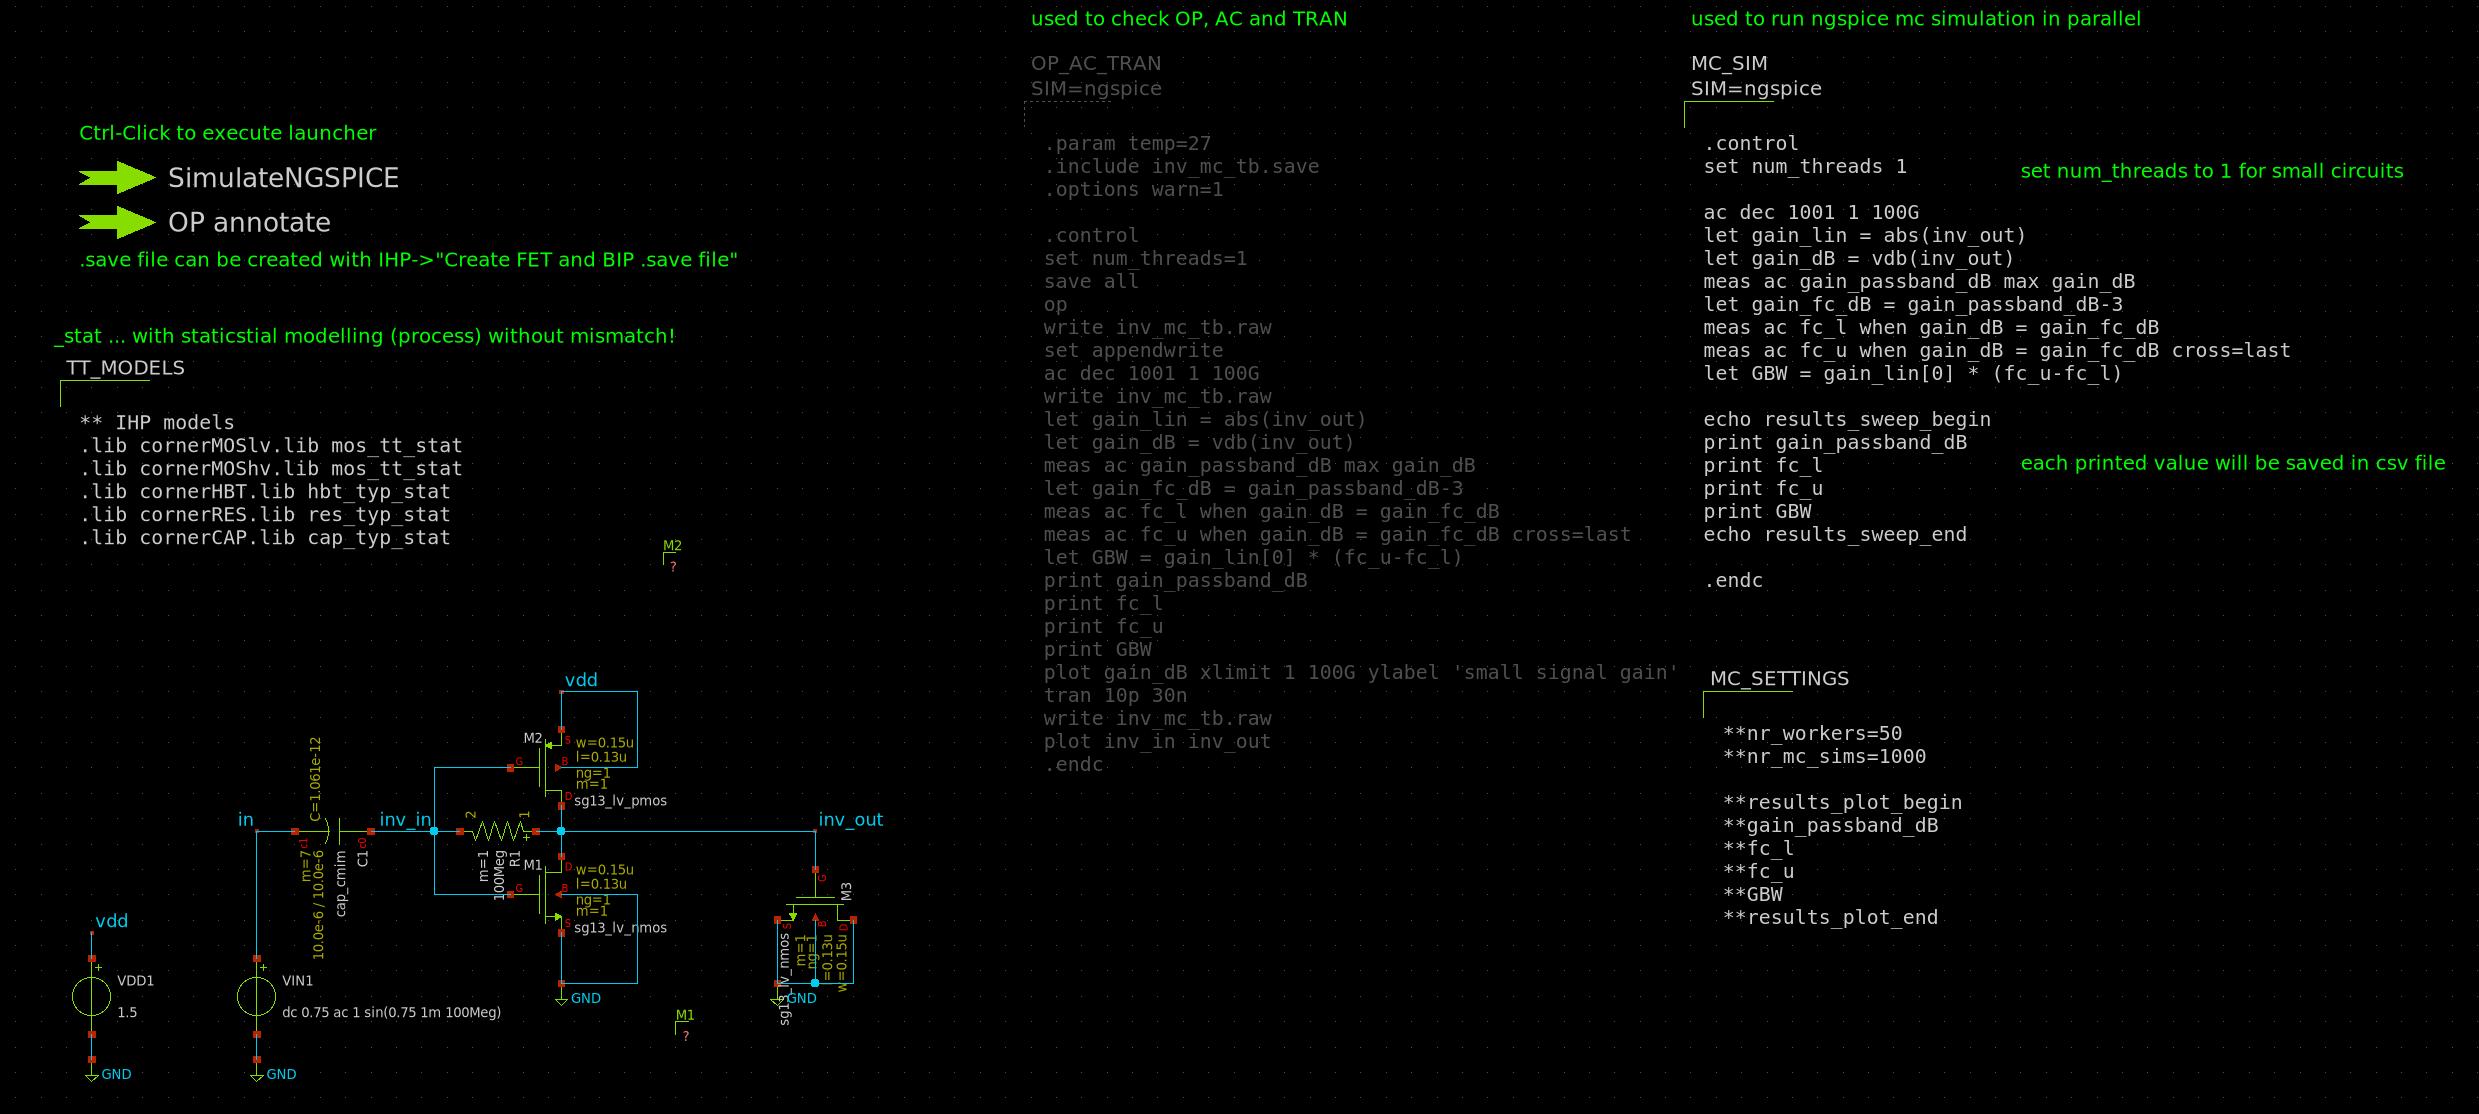 used to check OP, AC and TRAN
used to run ngspice mc simulation in parallel
OP_AC_TRAN
SIM=ngspice
MC_SIM
SIM=ngspice
Ctrl-Click to execute launcher
SimulateNGSPICE
OP annotate
.save file can be created with IHP->"Create FET and BIP .save file"
_stat ... with staticstial modelling (process) without mismatch!
TT_MODELS
** IHP models
.lib cornerMOSlv.lib mos_tt_stat
.lib cornerMOShv.lib mos_tt_stat
.lib cornerHBT.lib hbt_typ_stat
.lib cornerRES.lib res_typ_stat
.lib cornerCAP.lib cap_typ_stat
.param temp=27
.include inv_mc_tb.save
.options warn=1
.control
set num_threads=1
save all
op
write inv_mc_tb.raw
set appendwrite
ac dec 1001 1 100G
write inv_mc_tb.raw
let gain_lin = abs(inv_out)
let gain_dB = vdb(inv_out)
meas ac gain_passband_dB max gain_dB
let gain_fc_dB = gain_passband_dB-3
meas ac fc_l when gain_dB = gain_fc_dB
meas ac fc_u when gain_dB = gain_fc_dB cross=last
let GBW = gain_lin[0] * (fc_u-fc_l)
print gain_passband_dB
print fc_l
print fc_u
print GBW
plot gain_dB xlimit 1 100G ylabel 'small signal gain'
tran 10p 30n
write inv_mc_tb.raw
plot inv_in inv_out
.endc
.control
set num_threads 1
set num_threads to 1 for small circuits
ac dec 1001 1 100G
let gain_lin = abs(inv_out)
let gain_dB = vdb(inv_out)
meas ac gain_passband_dB max gain_dB
let gain_fc_dB = gain_passband_dB-3
meas ac fc_l when gain_dB = gain_fc_dB
meas ac fc_u when gain_dB = gain_fc_dB cross=last
let GBW = gain_lin[0] * (fc_u-fc_l)
echo results_sweep_begin
print gain_passband_dB
print fc_l
each printed value will be saved in csv file
print fc_u
print GBW
echo results_sweep_end
.endc
MC_SETTINGS
**nr_workers=50
**nr_mc_sims=1000
**results_plot_begin
**gain_passband_dB
**fc_l
**fc_u
**GBW
**results_plot_end
M2
?
vdd
M2
S
w=0.15u
l=0.13u
G
B
ng=1
m=1
D
sg13_lv_pmos
in
C=1.061e-12
inv_in
2
1
+
inv_out
c1
c0
m=7
10.0e-6 / 10.0e-6
cap_cmim
C1
m=1
100Meg
R1
M1
D
w=0.15u
l=0.13u
G
B
ng=1
m=1
S
sg13_lv_nmos
GND
G
M3
S
B
D
sg13_lv_nmos
m=1
ng=1
l=0.13u
w=0.15u
GND
vdd
+
VDD1
1.5
GND
+
VIN1
dc 0.75 ac 1 sin(0.75 1m 100Meg)
GND
M1
?